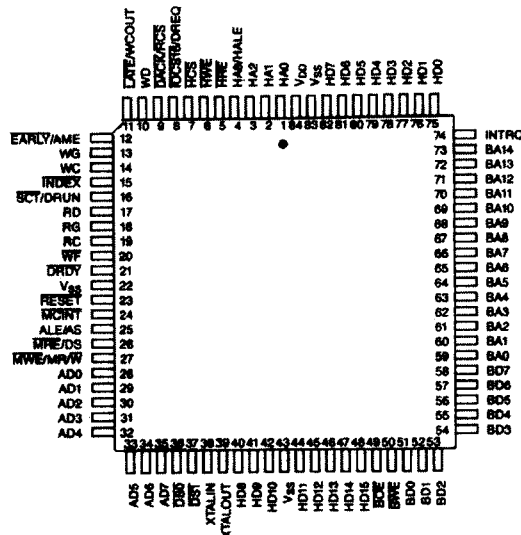 LATE/WCOUT
WD
DACK/RCS
IOCS16/DREQ
HCS
HWE
HRE
HA2
HA1
HA0
VDD
VSS
HD7
HD6
HD5
HD4
HD3
HD2
HD1
HD0
11 10 9 8 7 6 5 4 3 2 1 84 83 82 81 80 79 78 77 76 75
EARLY/AME 12
WG 13
WC 14
INDEX 15
SCT/DRUN 16
RD 17
RG 18
RC 19
WF 20
DRDY 21
VSS 22
RESET 23
MCINT 24
ALE/AS 25
MRE/DS 26
MWE/MR/W 27
AD0 28
AD1 29
AD2 30
AD3 31
AD4 32
74 INTRQ
73 BA14
72 BA13
71 BA12
70 BA11
69 BA10
68 BA9
67 BA8
66 BA7
65 BA6
64 BA5
63 BA4
62 BA3
61 BA2
60 BA1
59 BA0
58 BD7
57 BD6
56 BD5
55 BD4
54 BD3
33 34 35 36 37 38 39 40 41 42 43 44 45 46 47 48 49 50 51 52 53
AD5
AD6
AD7
DS0
DS1
XTALIN
XTALOUT
HD8
HD9
HD10
VSS
HD11
HD12
HD13
HD14
HD15
BOE
BWE
BD0
BD1
BD2